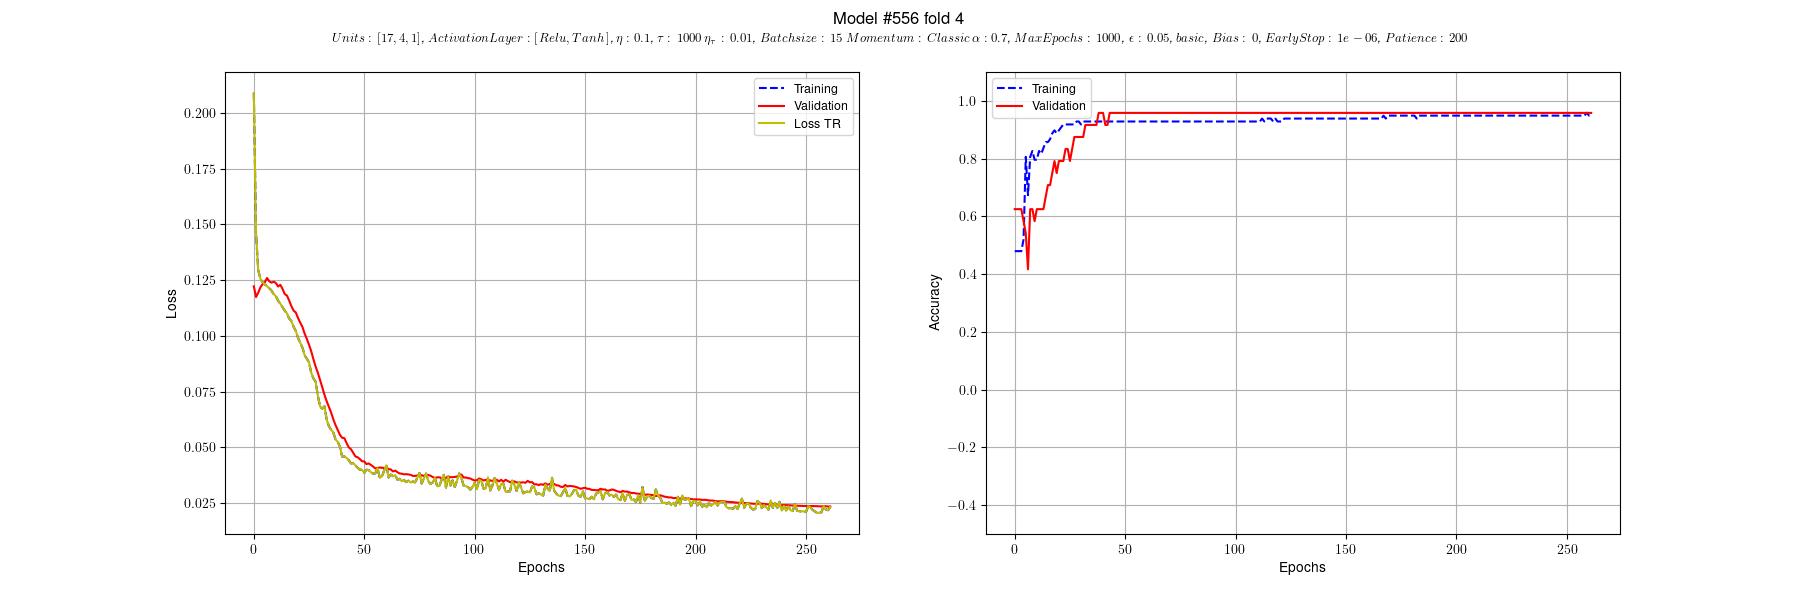 Model #556 fold 4
Units : [17, 4, 1], ActivationLayer : [Relu, Tanh], η : 0.1, τ : 1000 η_τ : 0.01, Batchsize : 15 Momentum : Classic α : 0.7, MaxEpochs : 1000, ϵ : 0.05, basic, Bias : 0, EarlyStop : 1e − 06, Patience : 200
Training
Validation
Loss TR
0.200
0.175
0.150
0.125
0.100
0.075
0.050
0.025
Loss
0 50 100 150 200 250
Epochs
Training
Validation
1.0
0.8
0.6
0.4
0.2
0.0
−0.2
−0.4
Accuracy
0 50 100 150 200 250
Epochs